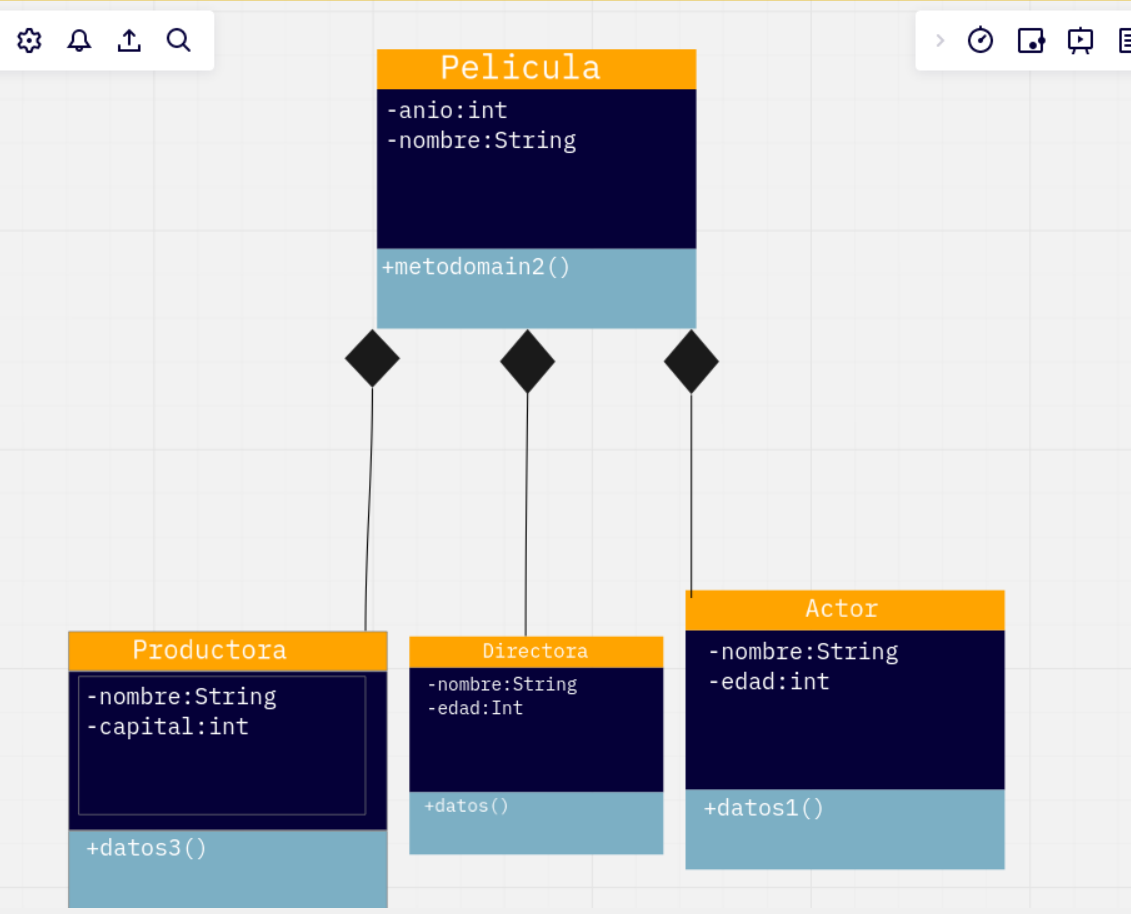 Pelicula
-anio:int
-nombre:String
+metodomain2()
Productora
-nombre:String
-capital:int
+datos3()
Directora
-nombre:String
-edad:Int
+datos()
Actor
-nombre:String
-edad:int
+datos1()